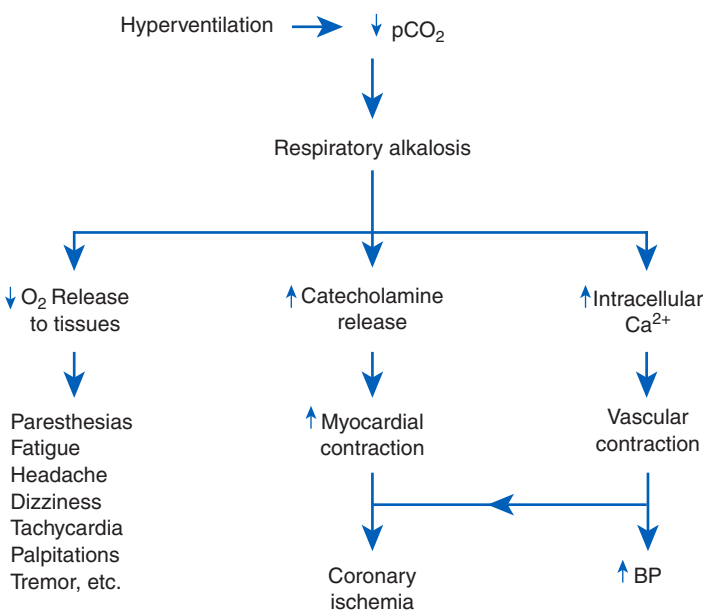 Hyperventilation → ↓ pCO₂
Respiratory alkalosis
↓ O₂ Release
to tissues
↑ Catecholamine
release
↑ Intracellular
Ca²⁺
Paresthesias
Fatigue
Headache
Dizziness
Tachycardia
Palpitations
Tremor, etc.
↑ Myocardial
contraction
Vascular
contraction
Coronary
ischemia
↑ BP